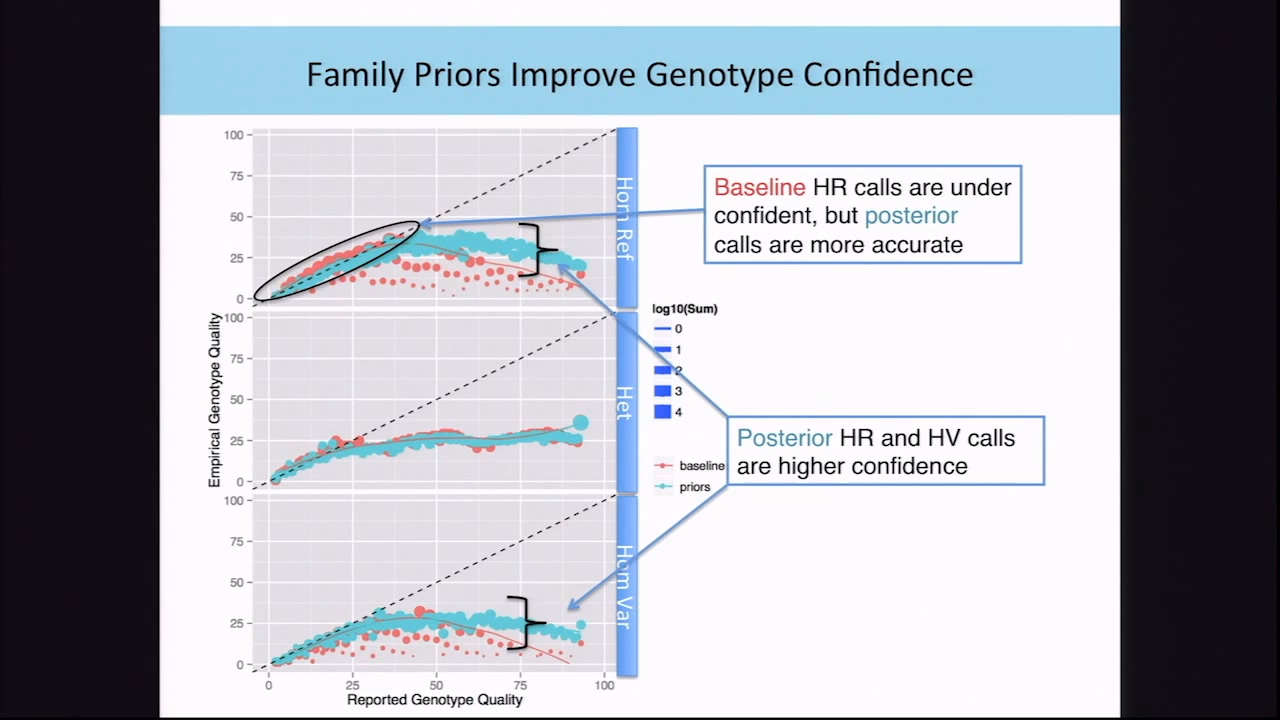 Family Priors Improve Genotype Confidence
100
75
50
25
0
Hom Ref
Baseline HR calls are under
confident, but posterior
calls are more accurate
100
75
50
25
0
Het
Empirical Genotype Quality
log10(Sum)
0
1
2
3
4
baseline
priors
Posterior HR and HV calls
are higher confidence
100
75
50
25
0
Hom Var
0
25
50
75
100
Reported Genotype Quality